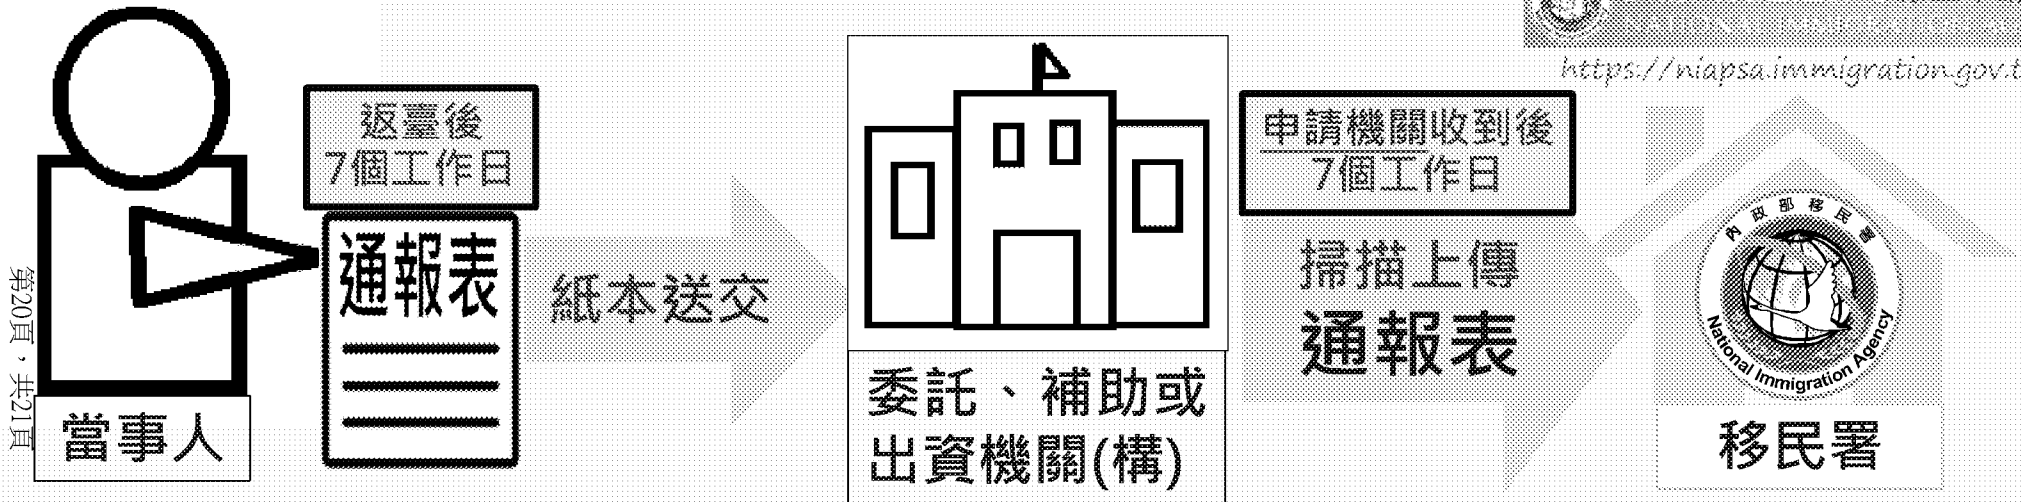 https://niapsa.immigration.gov.t
返臺後
7個工作日
通報表
當事人
紙本送交
委託、補助或
出資機關(構)
申請機關收到後
7個工作日
掃描上傳
通報表
內政部移民署
National Immigration Agency
移民署
第20頁，共21頁